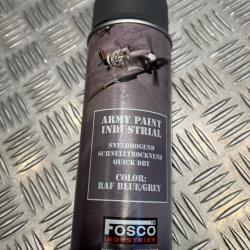 ARMY PAINT
INDUSTRIAL
SNELDROGEND
SCHNELLTROCKNEND
QUICK DRY
COLOR:
RAF BLUE/GREY
FOSCO
INDUSTRIES